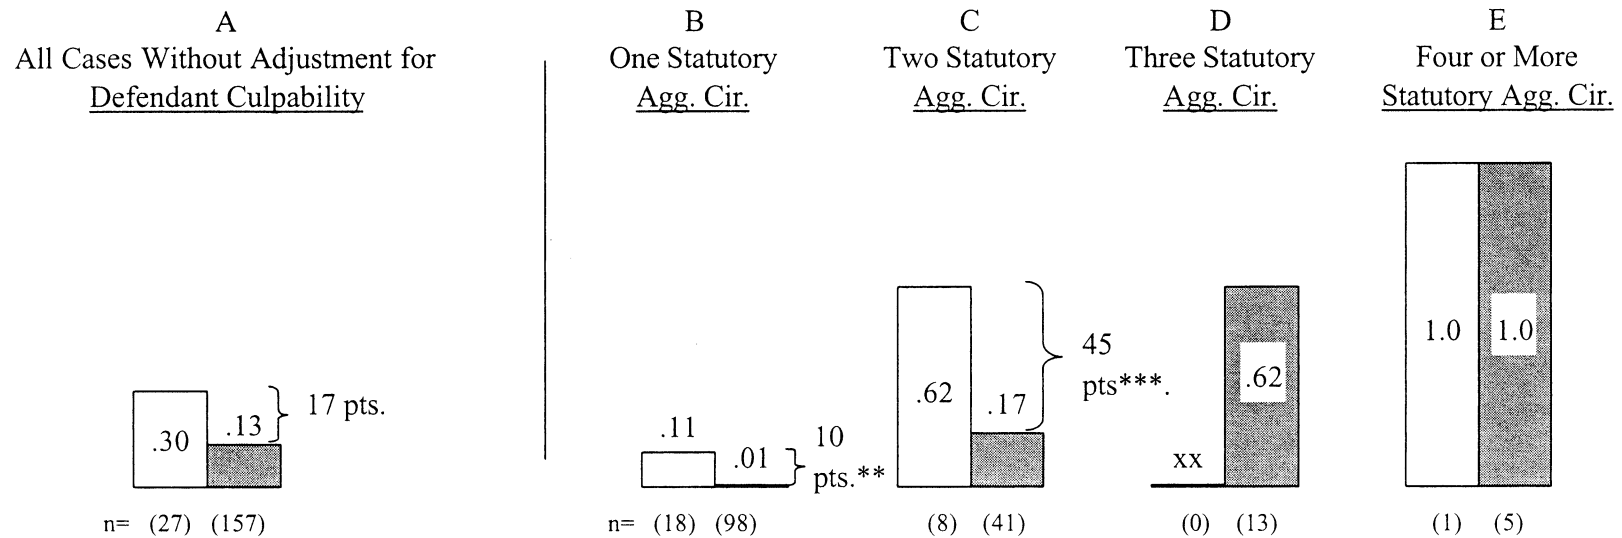 A
All Cases Without Adjustment for
Defendant Culpability
B
One Statutory
Agg. Cir.
C
Two Statutory
Agg. Cir.
D
Three Statutory
Agg. Cir.
E
Four or More
Statutory Agg. Cir.
.30
.13
17 pts.
n= (27) (157)
.11
.01
10
pts.**
n= (18) (98)
.62
.17
45
pts***.
(8) (41)
xx
.62
(0) (13)
1.0
1.0
(1) (5)